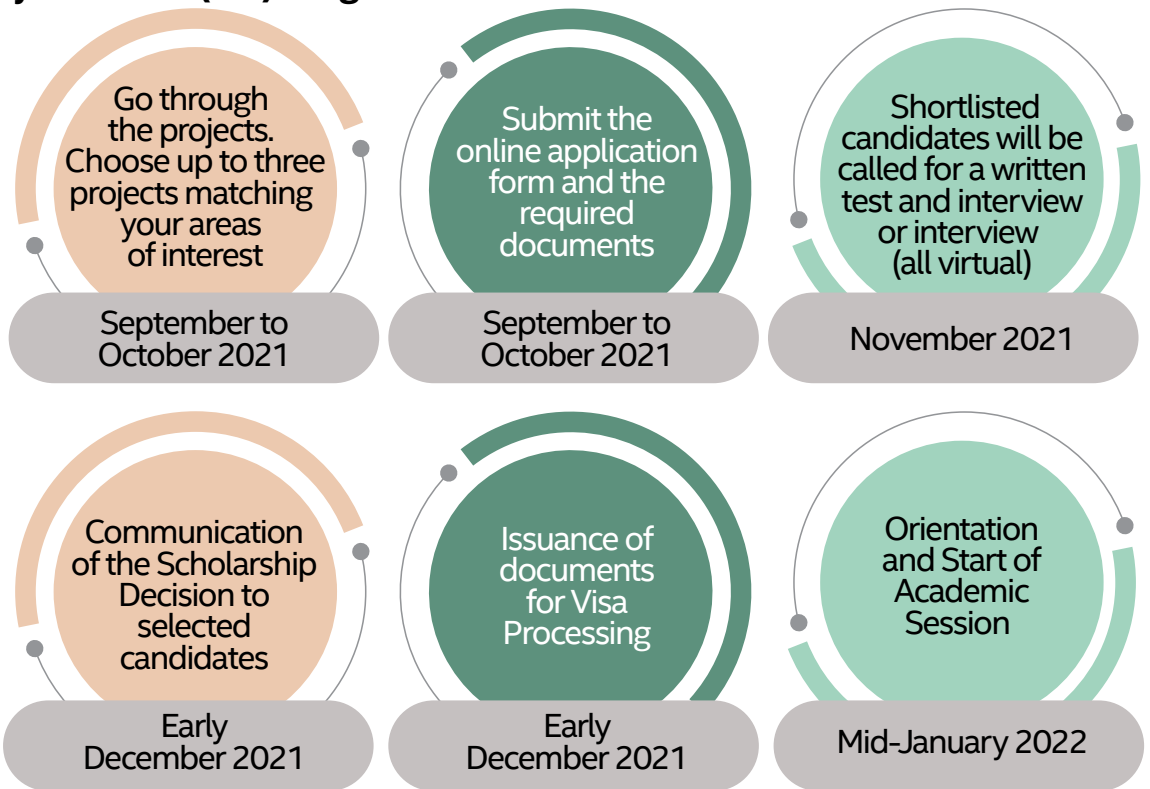 Go through
the projects.
Choose up to three
projects matching
your areas
of interest
September to
October 2021
Submit the
online application
form and the
required
documents
September to
October 2021
Shortlisted
candidates will be
called for a written
test and interview
or interview
(all virtual)
November 2021
Communication
of the Scholarship
Decision to
selected
candidates
Early
December 2021
Issuance of
documents
for Visa
Processing
Early
December 2021
Orientation
and Start of
Academic
Session
Mid-January 2022